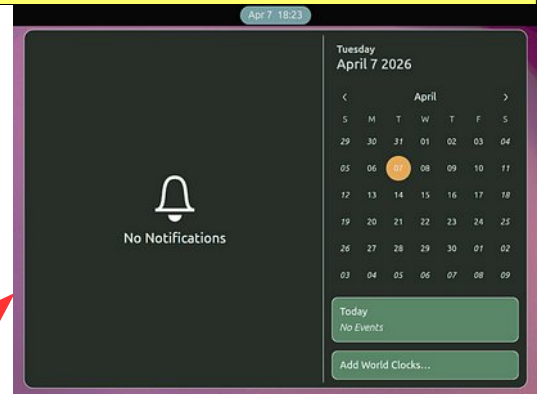 Apr 7 18:23
No Notifications
Tuesday
April 7 2026
‹ April ›
S M T W T F S
29 30 31 01 02 03 04
05 06 07 08 09 10 11
12 13 14 15 16 17 18
19 20 21 22 23 24 25
26 27 28 29 30 01 02
03 04 05 06 07 08 09
Today
No Events
Add World Clocks...